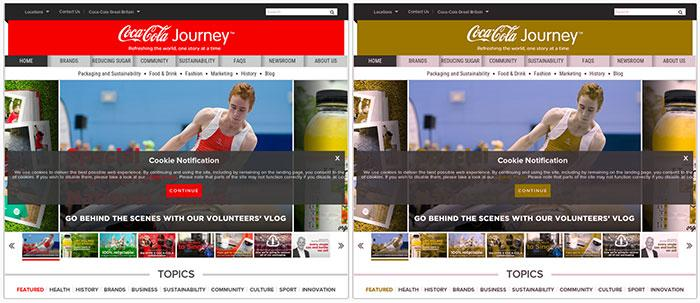 Locations Contact Us Coca-Cola Great Britain Search
Coca-Cola Journey™
Refreshing the world, one story at a time
HOME BRANDS REDUCING SUGAR COMMUNITY SUSTAINABILITY FAQS NEWSROOM ABOUT US
Packaging and Sustainability • Food & Drink • Fashion • Marketing • History • Blog
Cookie Notification X
We use cookies to deliver the best possible web experience. By continuing and using the site, including by remaining on the landing page, you consent to the
of cookies. If you wish to disable them, please take a look at our Please note that parts of the site may not function correctly if you disable all co
CONTINUE
GO BEHIND THE SCENES WITH OUR VOLUNTEERS' VLOG
100% recyclable
TOPICS
FEATURED HEALTH HISTORY BRANDS BUSINESS SUSTAINABILITY COMMUNITY CULTURE SPORT INNOVATION
Locations Contact Us Coca-Cola Great Britain Search
Coca-Cola Journey™
Refreshing the world, one story at a time
HOME BRANDS REDUCING SUGAR COMMUNITY SUSTAINABILITY FAQS NEWSROOM ABOUT US
Packaging and Sustainability • Food & Drink • Fashion • Marketing • History • Blog
Cookie Notification X
We use cookies to deliver the best possible web experience. By continuing and using the site, including by remaining on the landing page, you consent to the
of cookies. If you wish to disable them, please take a look at our Please note that parts of the site may not function correctly if you disable all co
CONTINUE
GO BEHIND THE SCENES WITH OUR VOLUNTEERS' VLOG
100% recyclable
TOPICS
FEATURED HEALTH HISTORY BRANDS BUSINESS SUSTAINABILITY COMMUNITY CULTURE SPORT INNOVATION